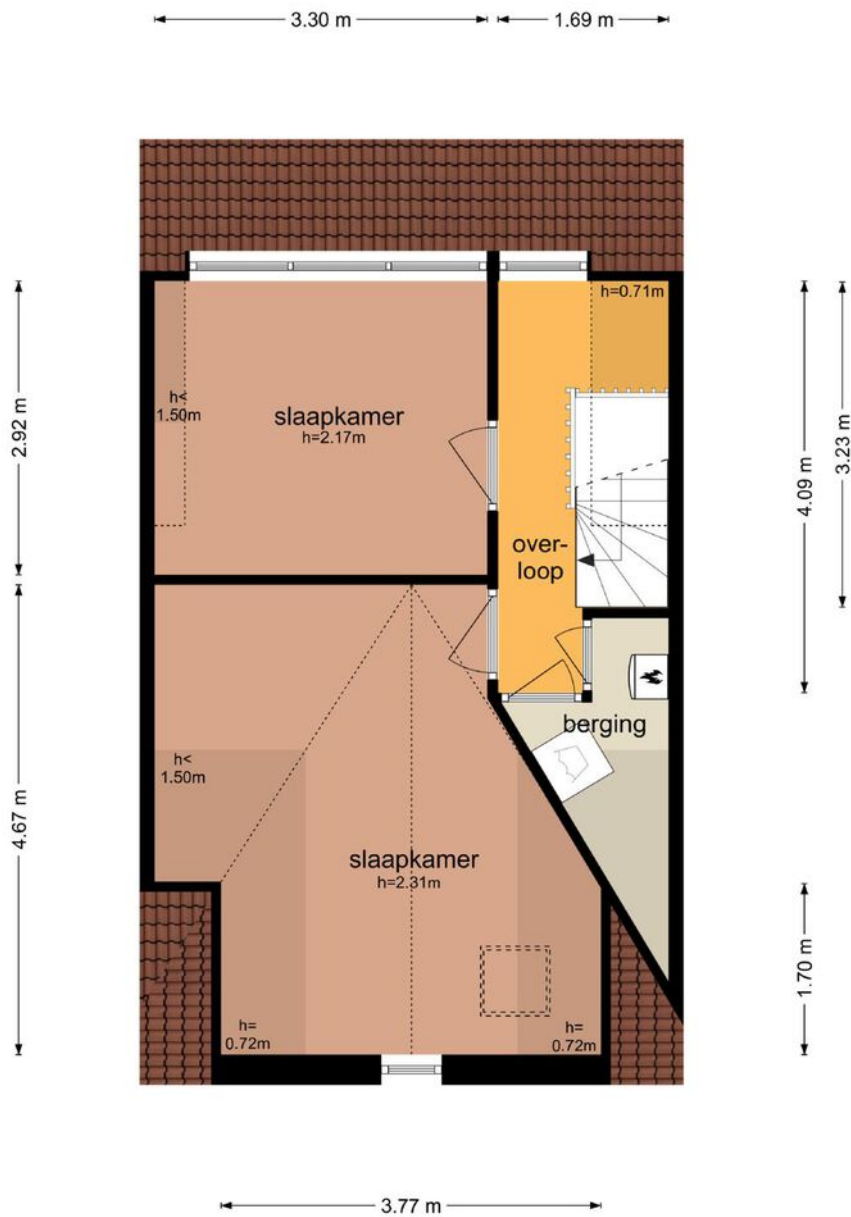 3.30 m
1.69 m
h=0.71m
2.92 m
h<
1.50m
slaapkamer
h=2.17m
4.09 m
3.23 m
over-
loop
berging
h<
1.50m
4.67 m
slaapkamer
h=2.31m
1.70 m
h=
0.72m
h=
0.72m
3.77 m